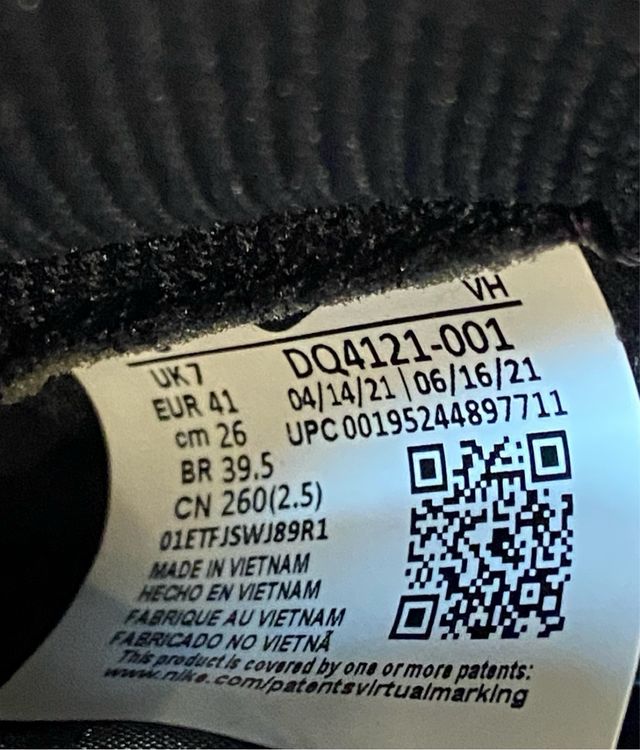 VH
UK 7
DQ4121-001
EUR 41
04/14/21 | 06/16/21
cm 26
UPC 00195244897711
BR 39.5
CN 260(2.5)
01ETFJSWJ89R1
MADE IN VIETNAM
HECHO EN VIETNAM
FABRIQUE AU VIETNAM
FABRICADO NO VIETNÃ
This product is covered by one or more patents:
www.nike.com/patentsvirtualmarking